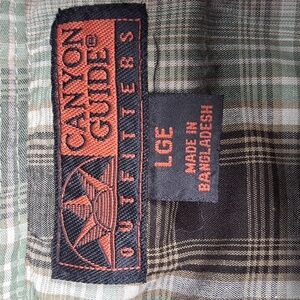 CANYON
GUIDE®
OUTFITTERS
LGE
MADE IN
BANGLADESH